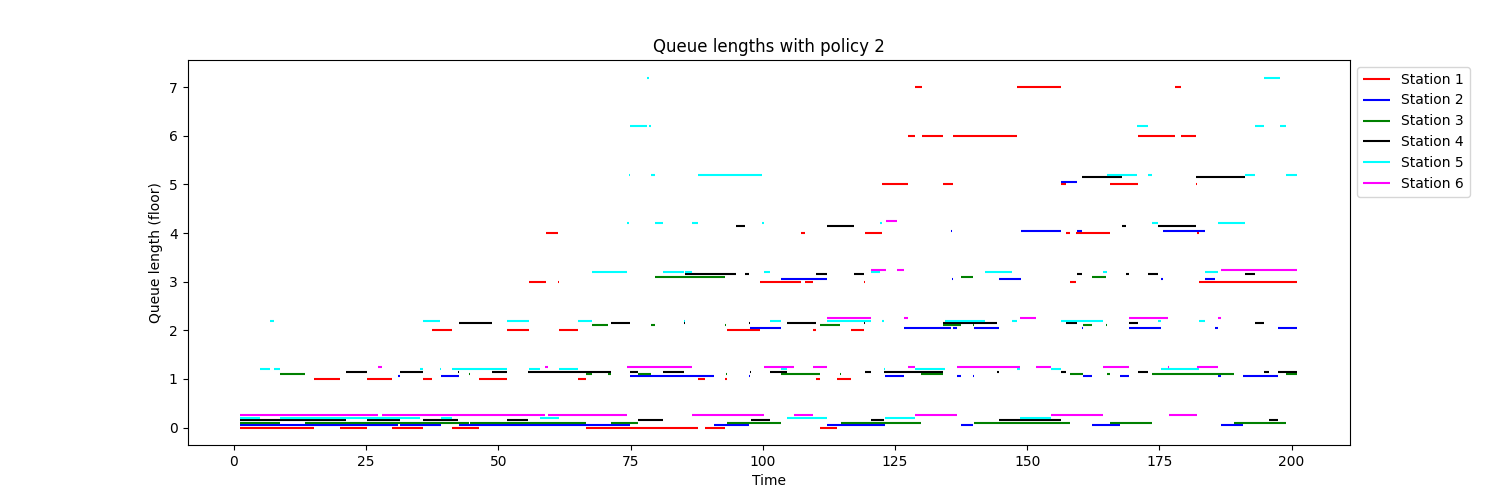 Queue lengths with policy 2
Queue length (floor)
7
6
5
4
3
2
1
0
0 25 50 75 100 125 150 175 200
Time
Station 1
Station 2
Station 3
Station 4
Station 5
Station 6